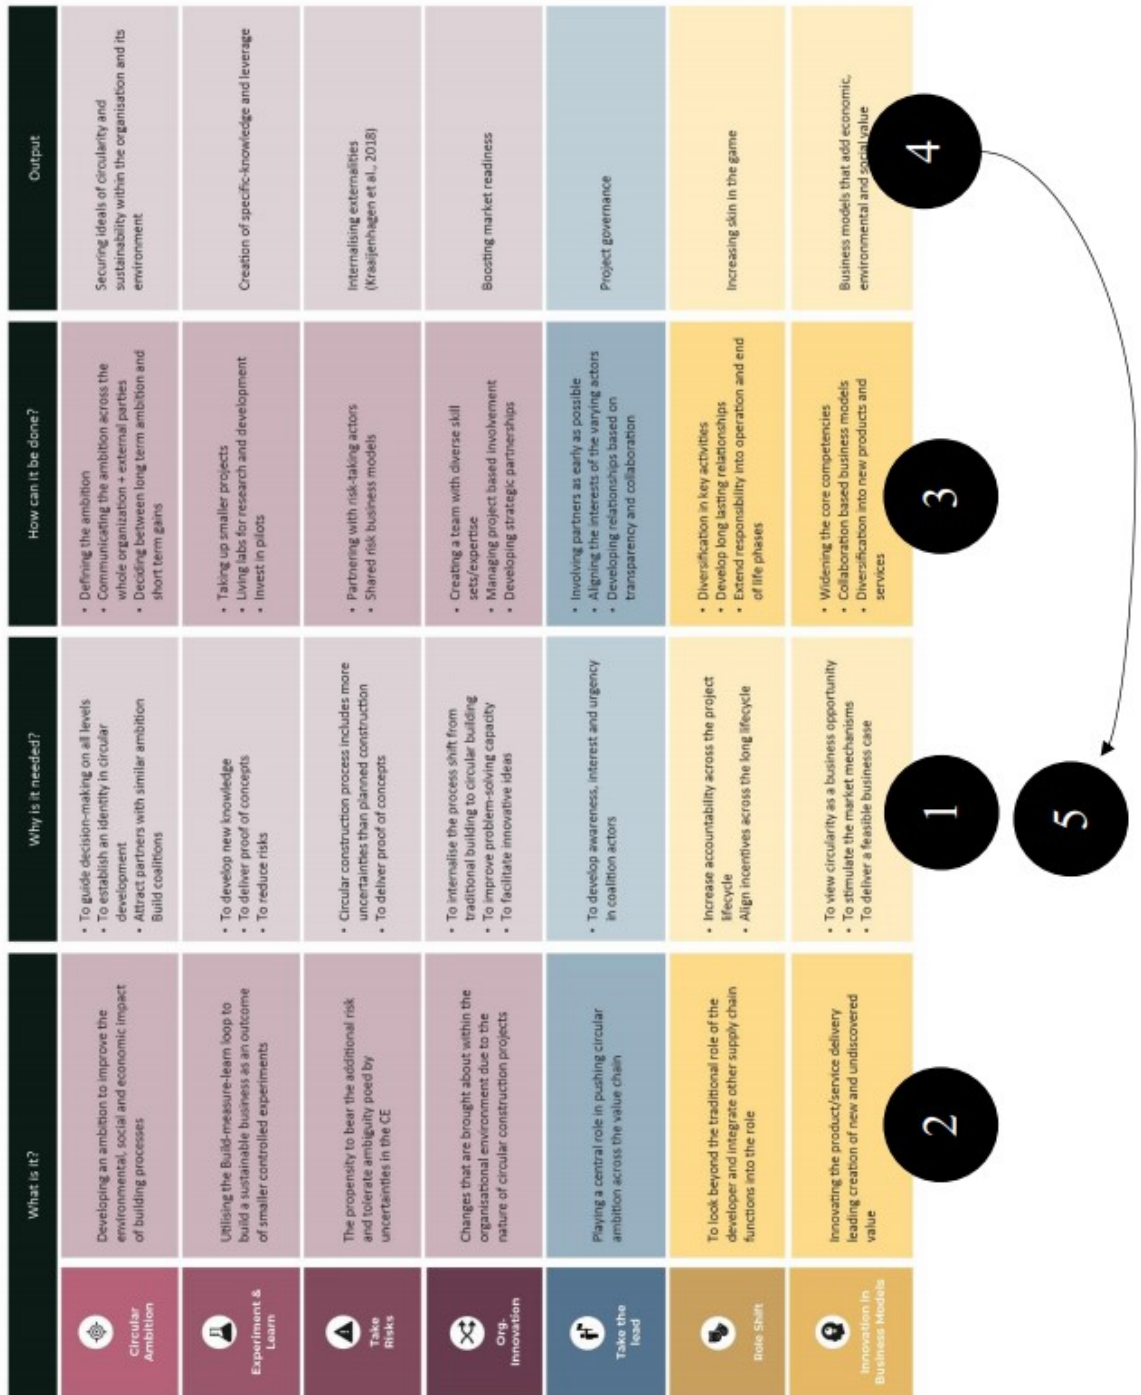 What is it?
Why is it needed?
How can it be done?
Output
Circular
Ambition
Developing an ambition to improve the
environmental, social and economic impact
of building processes
• To guide decision-making on all levels
• To establish an identity in circular
development
• Attract partners with similar ambition
Build coalitions
• Defining the ambition
• Communicating the ambition across the
whole organization + external parties
• Deciding between long term ambition and
short term gains
Securing ideals of circularity and
sustainability within the organisation and its
environment
Experiment &
Learn
Utilising the Build-measure-learn loop to
build a sustainable business as an outcome
of smaller controlled experiments
• To develop new knowledge
• To deliver proof of concepts
• To reduce risks
• Taking up smaller projects
• Living labs for research and development
• Invest in pilots
Creation of specific-knowledge and leverage
Take
Risks
The propensity to bear the additional risk
and tolerate ambiguity poed by
uncertainties in the CE
• Circular construction process includes more
uncertainties than planned construction
• To deliver proof of concepts
• Partnering with risk-taking actors
• Shared risk business models
Internalising externalities
(Kraaijenhagen et al., 2018)
Org.
Innovation
Changes that are brought about within the
organisational environment due to the
nature of circular construction projects
• To internalise the process shift from
traditional building to circular building
• To improve problem-solving capacity
• To facilitate innovative ideas
• Creating a team with diverse skill
sets/expertise
• Managing project based involvement
• Developing strategic partnerships
Boosting market readiness
Take the
lead
Playing a central role in pushing circular
ambition across the value chain
• To develop awareness, interest and urgency
in coalition actors
• Involving partners as early as possible
• Aligning the interests of the varying actors
• Developing relationships based on
transparency and collaboration
Project governance
Role Shift
To look beyond the traditional role of the
developer and integrate other supply chain
functions into the role
• Increase accountability across the project
lifecycle
• Align incentives across the long lifecycle
• Diversification in key activities
• Develop long lasting relationships
• Extend responsibility into operation and end
of life phases
Increasing skin in the game
Innovation in
Business Models
Innovating the product/service delivery
leading creation of new and undiscovered
value
• To view circularity as a business opportunity
• To stimulate the market mechanisms
• To deliver a feasible business case
• Widening the core competencies
• Collaboration based business models
• Diversification into new products and
services
Business models that add economic,
environmental and social value
2
1
3
4
5